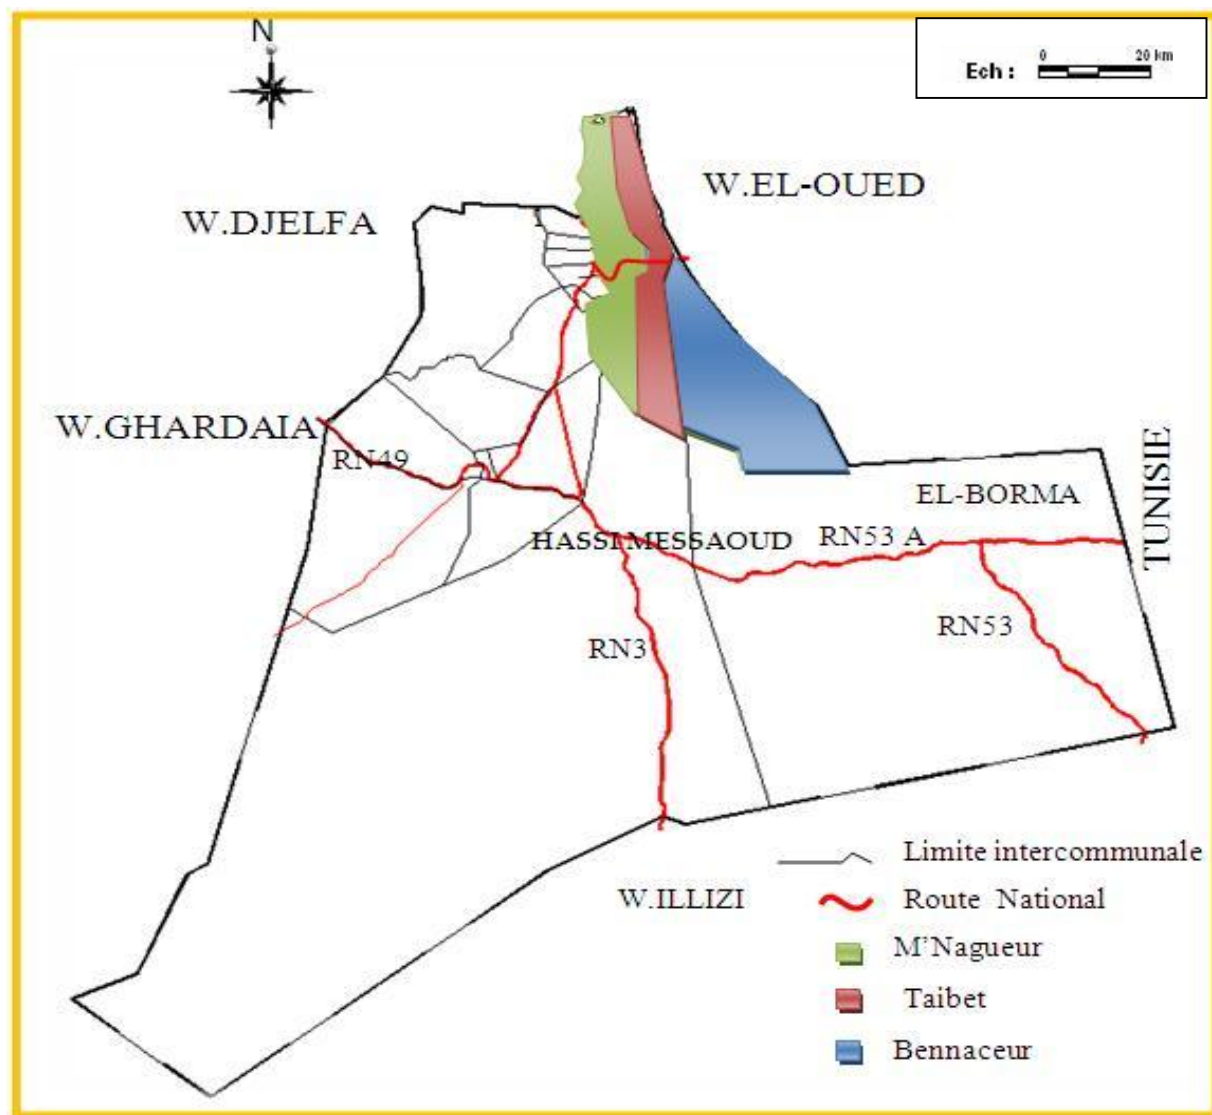 N
Ech :
0
20 km
W.EL-OUED
W.DJELFA
W.GHARDAIA
RN49
EL-BORMA
TUNISIE
HASSI MESSAOUD
RN53 A
RN53
RN3
W.ILLIZI
Limite intercommunale
Route National
M'Nagueur
Taibet
Bennaceur